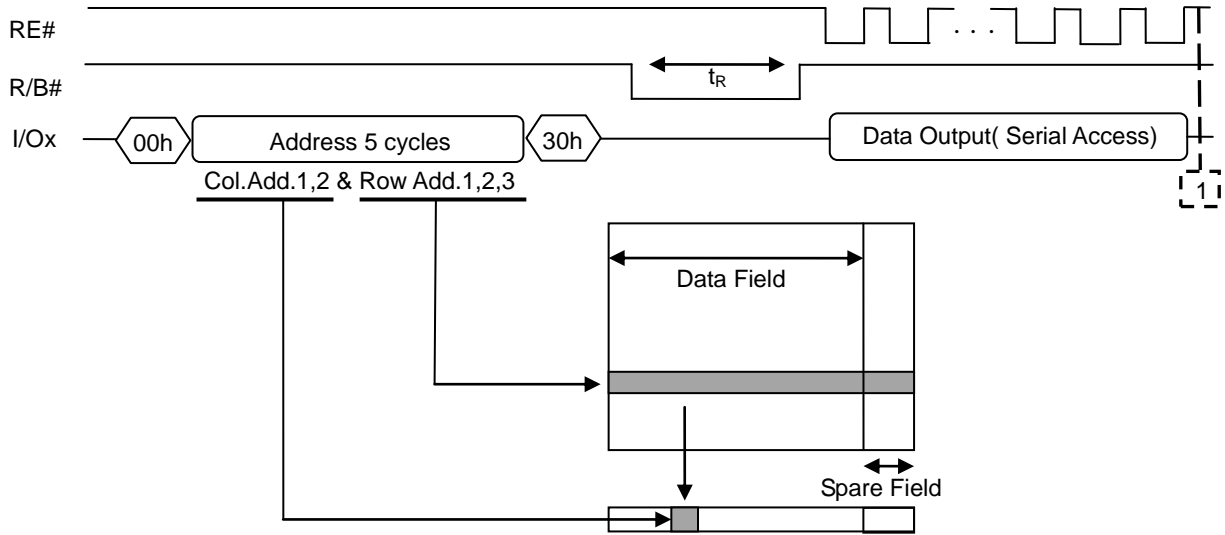 RE#
. . .
R/B#
tR
I/Ox
00h
Address 5 cycles
30h
Data Output( Serial Access)
Col.Add.1,2 & Row Add.1,2,3
1
Data Field
Spare Field